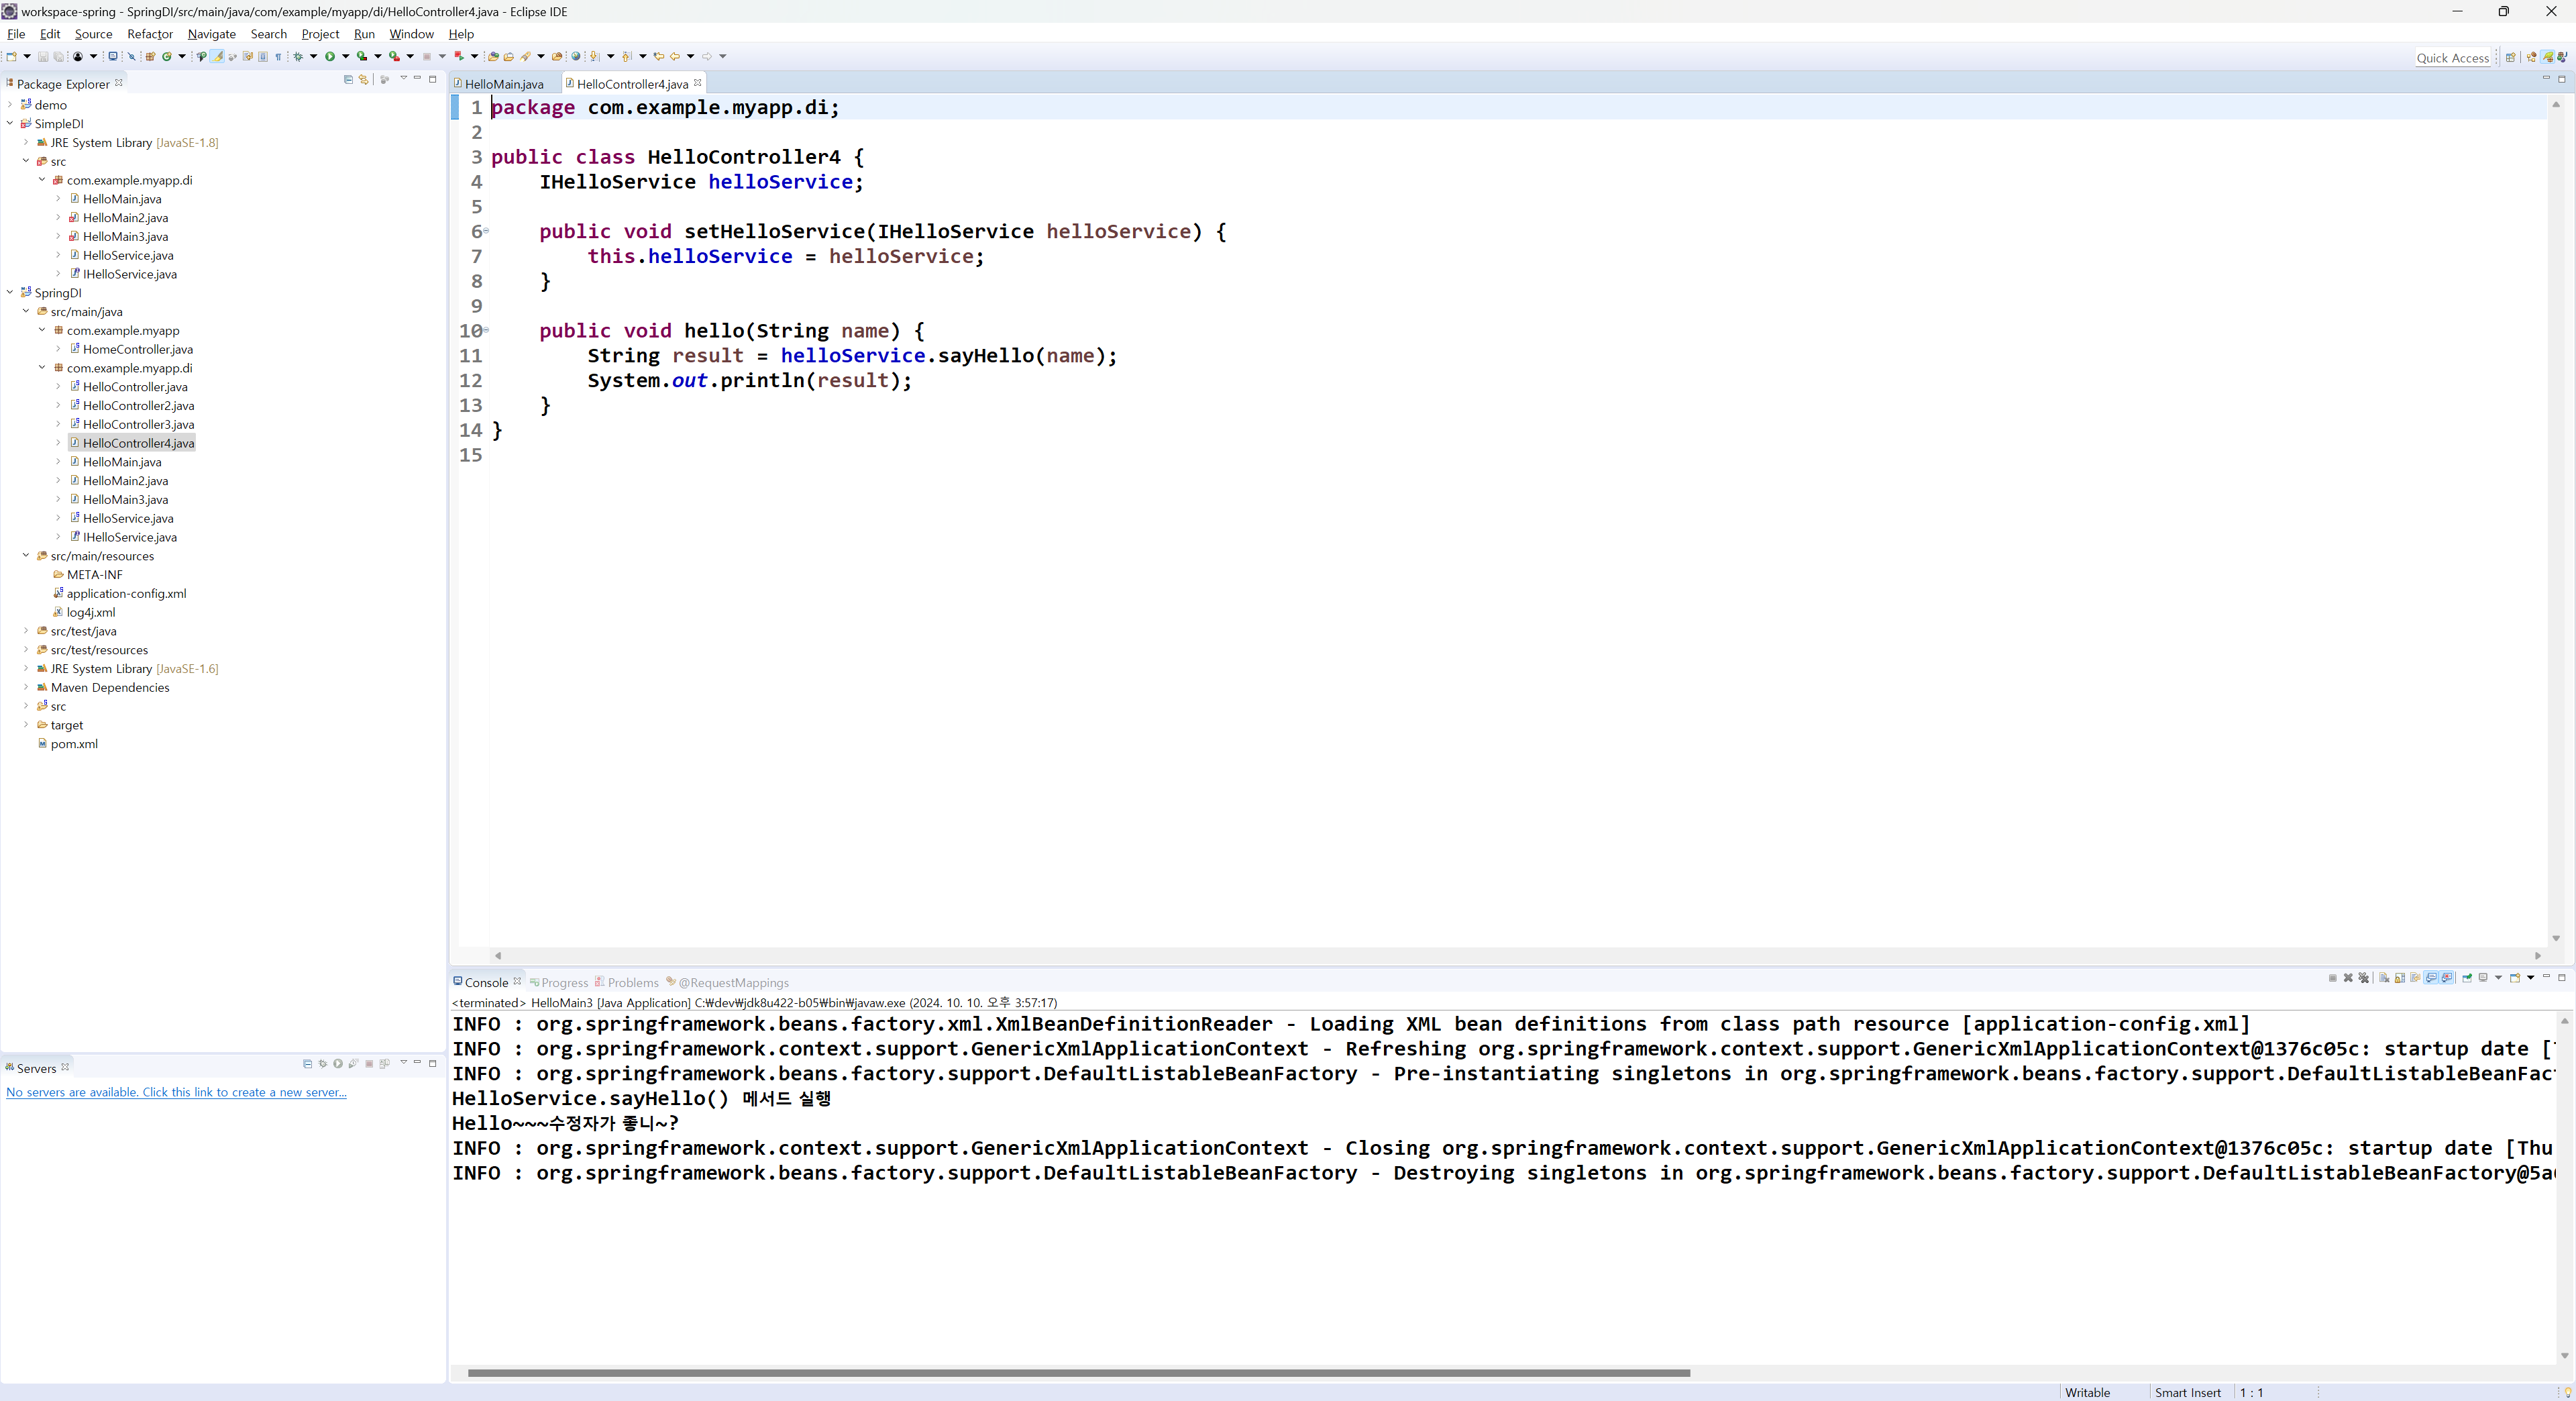 workspace-spring - SpringDI/src/main/java/com/example/myapp/di/HelloController4.java - Eclipse IDE
File Edit Source Refactor Navigate Search Project Run Window Help
Quick Access
Package Explorer
demo
SimpleDI
JRE System Library [JavaSE-1.8]
src
com.example.myapp.di
HelloMain.java
HelloMain2.java
HelloMain3.java
HelloService.java
IHelloService.java
SpringDI
src/main/java
com.example.myapp
HomeController.java
com.example.myapp.di
HelloController.java
HelloController2.java
HelloController3.java
HelloController4.java
HelloMain.java
HelloMain2.java
HelloMain3.java
HelloService.java
IHelloService.java
src/main/resources
META-INF
application-config.xml
log4j.xml
src/test/java
src/test/resources
JRE System Library [JavaSE-1.6]
Maven Dependencies
src
target
pom.xml
Servers
No servers are available. Click this link to create a new server...
HelloMain.java HelloController4.java
1 package com.example.myapp.di;
2
3 public class HelloController4 {
4 IHelloService helloService;
5
6 public void setHelloService(IHelloService helloService) {
7 this.helloService = helloService;
8 }
9
10 public void hello(String name) {
11 String result = helloService.sayHello(name);
12 System.out.println(result);
13 }
14 }
15
Console Progress Problems @RequestMappings
<terminated> HelloMain3 [Java Application] C:₩dev₩jdk8u422-b05₩bin₩javaw.exe (2024. 10. 10. 오후 3:57:17)
INFO : org.springframework.beans.factory.xml.XmlBeanDefinitionReader - Loading XML bean definitions from class path resource [application-config.xml]
INFO : org.springframework.context.support.GenericXmlApplicationContext - Refreshing org.springframework.context.support.GenericXmlApplicationContext@1376c05c: startup date [
INFO : org.springframework.beans.factory.support.DefaultListableBeanFactory - Pre-instantiating singletons in org.springframework.beans.factory.support.DefaultListableBeanFac
HelloService.sayHello() 메서드 실행
Hello~~~수정자가 좋니~?
INFO : org.springframework.context.support.GenericXmlApplicationContext - Closing org.springframework.context.support.GenericXmlApplicationContext@1376c05c: startup date [Thu
INFO : org.springframework.beans.factory.support.DefaultListableBeanFactory - Destroying singletons in org.springframework.beans.factory.support.DefaultListableBeanFactory@5a
Writable Smart Insert 1 : 1